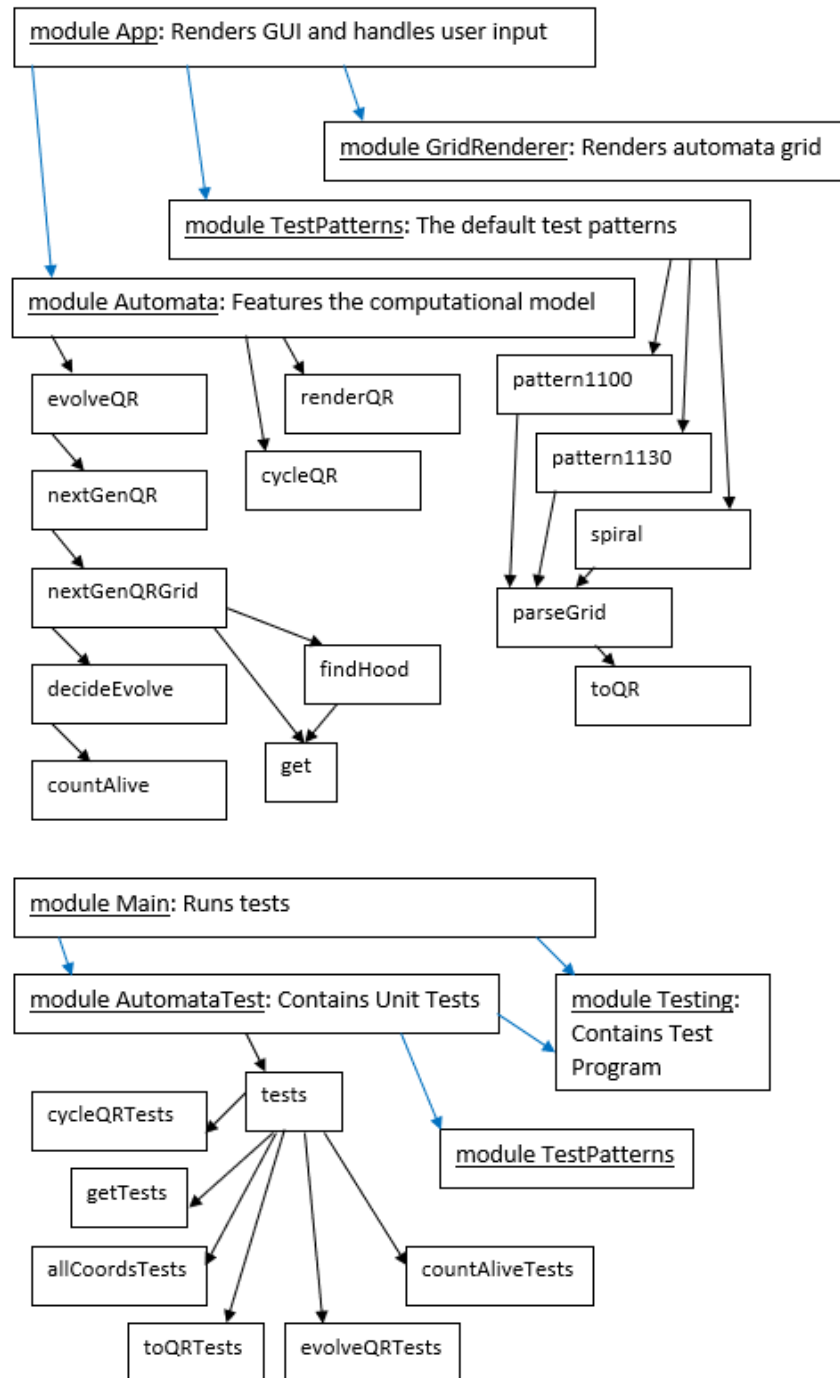 module App: Renders GUI and handles user input
module GridRenderer: Renders automata grid
module TestPatterns: The default test patterns
module Automata: Features the computational model
evolveQR
renderQR
pattern1100
cycleQR
pattern1130
nextGenQR
spiral
nextGenQRGrid
parseGrid
findHood
decideEvolve
toQR
get
countAlive
module Main: Runs tests
module AutomataTest: Contains Unit Tests
module Testing:
Contains Test
Program
tests
cycleQRTests
module TestPatterns
getTests
allCoordsTests
countAliveTests
toQRTests
evolveQRTests